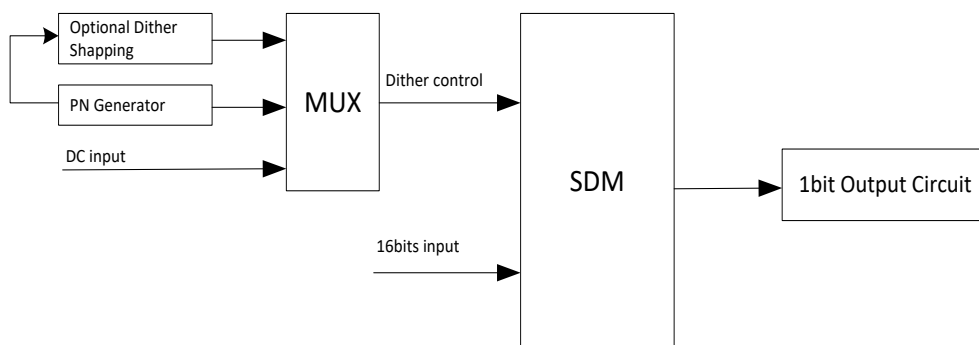 Optional Dither
Shapping
PN Generator
DC input
MUX
Dither control
16bits input
SDM
1bit Output Circuit